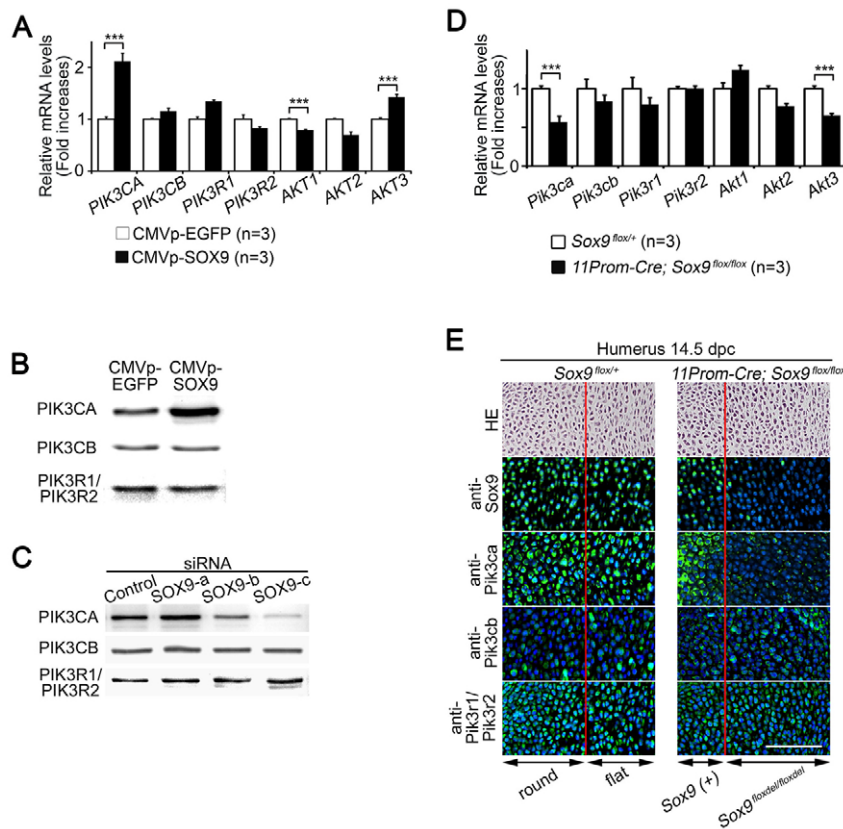 A
Relative mRNA levels
(Fold increases)
2
1
***
***
***
PIK3CA
PIK3CB
PIK3R1
PIK3R2
AKT1
AKT2
AKT3
CMVp-EGFP (n=3)
CMVp-SOX9 (n=3)
D
Relative mRNA levels
(Fold increases)
1
***
***
Pik3ca
Pik3cb
Pik3r1
Pik3r2
Akt1
Akt2
Akt3
Sox9 flox/+ (n=3)
11Prom-Cre; Sox9 flox/flox (n=3)
B
CMVp-
EGFP
CMVp-
SOX9
PIK3CA
PIK3CB
PIK3R1/
PIK3R2
C
siRNA
Control
SOX9-a
SOX9-b
SOX9-c
PIK3CA
PIK3CB
PIK3R1/
PIK3R2
E
Humerus 14.5 dpc
Sox9 flox/+
11Prom-Cre; Sox9 flox/flox
HE
anti-
Sox9
anti-
Pik3ca
anti-
Pik3cb
anti-
Pik3r1/
Pik3r2
round
flat
Sox9 (+)
Sox9 floxdel/floxdel